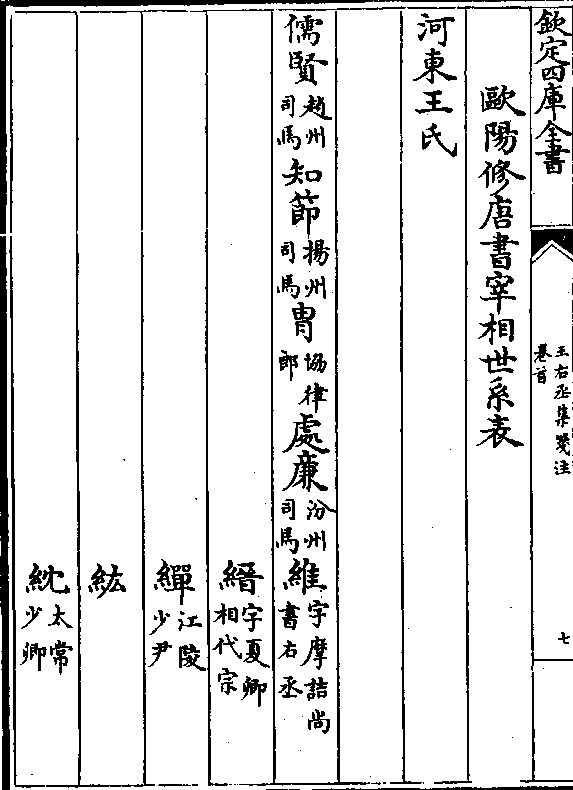 欽定四庫全書
王右丞集箋注
卷首
七
歐陽修唐書宰相世系表
河東王氏
儒賢趙州司馬知節揚州司馬胄協律郎處廉汾州司馬維字摩詰尚書右丞
縉字夏卿相代宗
繟江陵少尹
紘
紞太常少卿